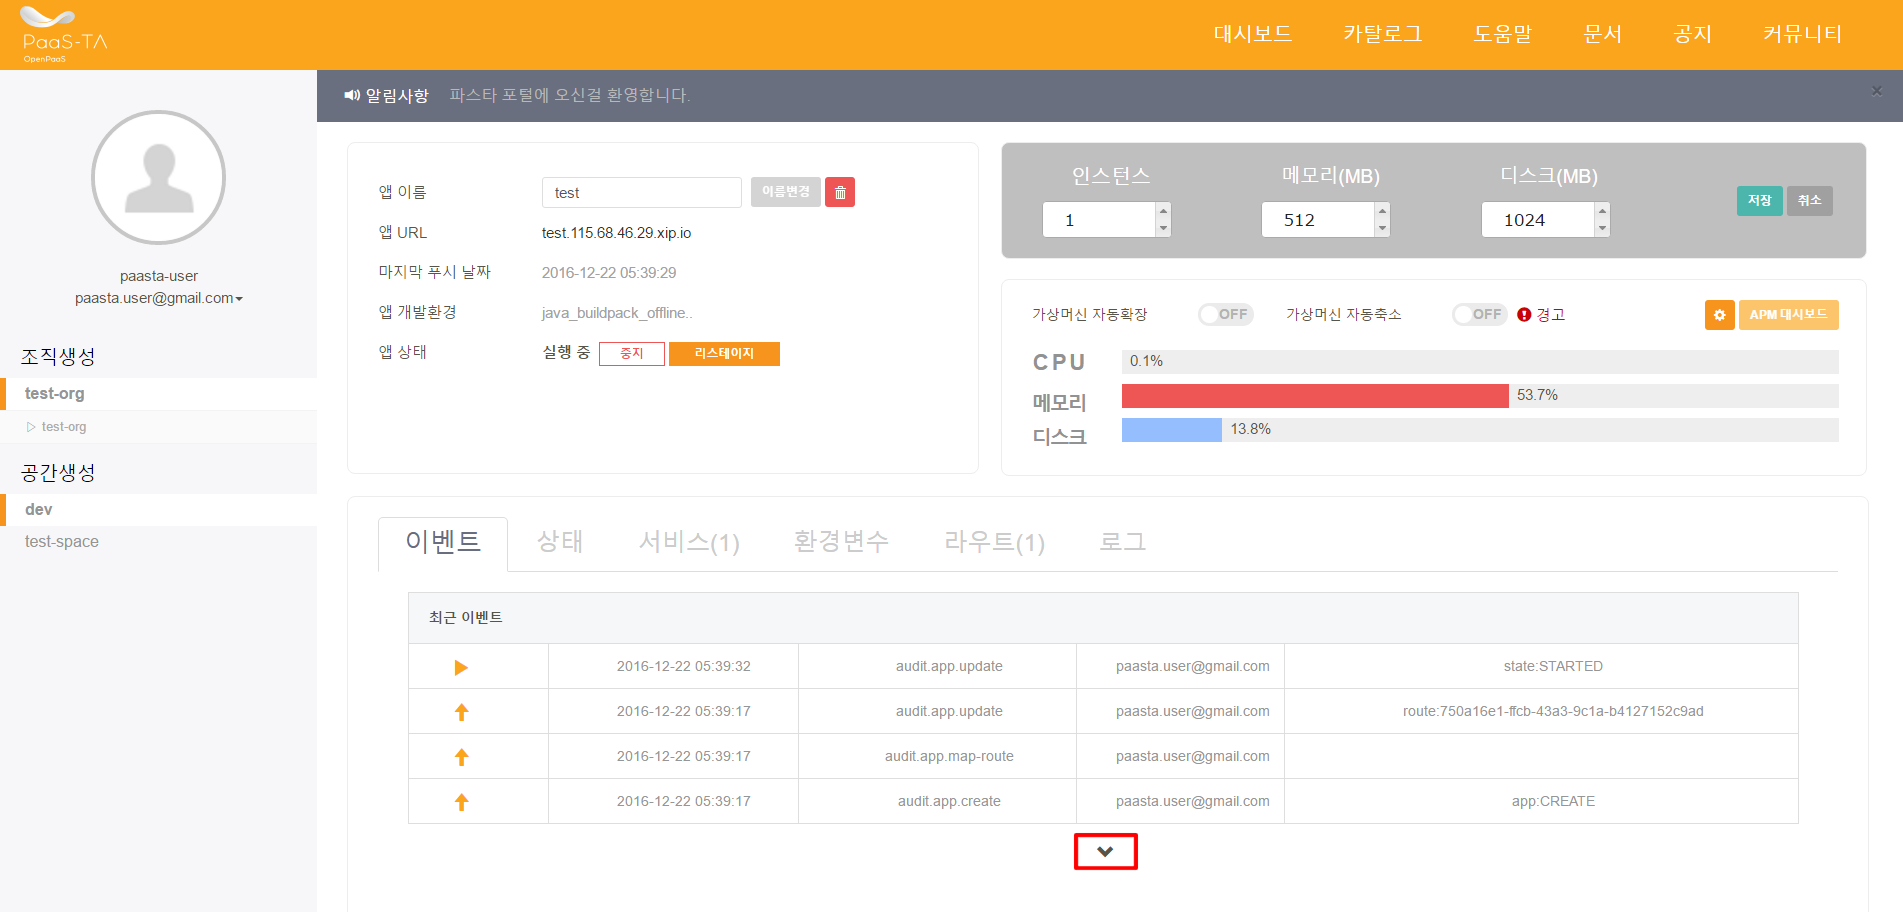 PaaS-TA
OpenPaaS
대시보드 카탈로그 도움말 문서 공지 커뮤니티
알림사항 파스타 포털에 오신걸 환영합니다. ×
paasta-user
paasta.user@gmail.com
조직생성
test-org
test-org
공간생성
dev
test-space
앱 이름 test 이름변경
앱 URL test.115.68.46.29.xip.io
마지막 푸시 날짜 2016-12-22 05:39:29
앱 개발환경 java_buildpack_offline..
앱 상태 실행 중 중지 리스테이지
인스턴스 메모리(MB) 디스크(MB)
1 512 1024 저장 취소
가상머신 자동확장 OFF 가상머신 자동축소 OFF 경고 APM 대시보드
CPU 0.1%
메모리 53.7%
디스크 13.8%
이벤트 상태 서비스(1) 환경변수 라우트(1) 로그
최근 이벤트
2016-12-22 05:39:32 audit.app.update paasta.user@gmail.com state:STARTED
2016-12-22 05:39:17 audit.app.update paasta.user@gmail.com route:750a16e1-ffcb-43a3-9c1a-b4127152c9ad
2016-12-22 05:39:17 audit.app.map-route paasta.user@gmail.com
2016-12-22 05:39:17 audit.app.create paasta.user@gmail.com app:CREATE